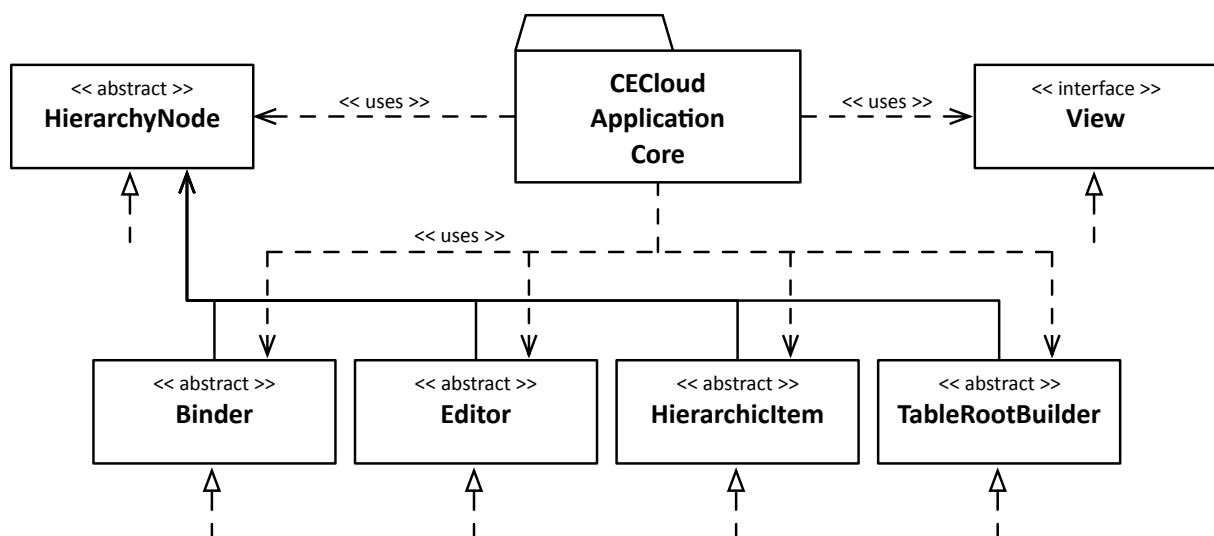 << abstract >>
HierarchyNode
<< uses >>
CECloud
Application
Core
<< uses >>
<< interface >>
View
<< uses >>
<< abstract >>
Binder
<< abstract >>
Editor
<< abstract >>
HierarchicItem
<< abstract >>
TableRootBuilder